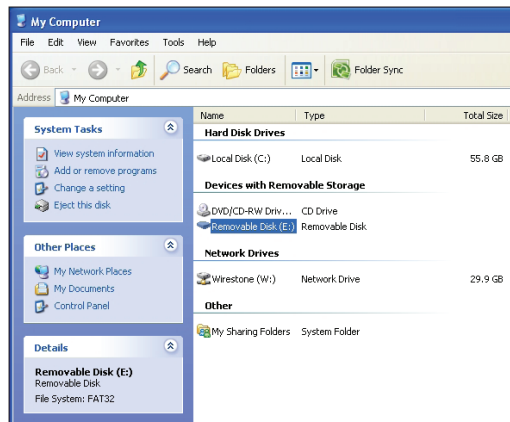 My Computer
File Edit View Favorites Tools Help
Back Search Folders Folder Sync
Address My Computer
System Tasks
View system information
Add or remove programs
Change a setting
Eject this disk
Other Places
My Network Places
My Documents
Control Panel
Details
Removable Disk (E:)
Removable Disk
File System: FAT32
Name Type Total Size
Hard Disk Drives
Local Disk (C:) Local Disk 55.8 GB
Devices with Removable Storage
DVD/CD-RW Driv... CD Drive
Removable Disk (E:) Removable Disk
Network Drives
Wirestone (W:) Network Drive 29.9 GB
Other
My Sharing Folders System Folder